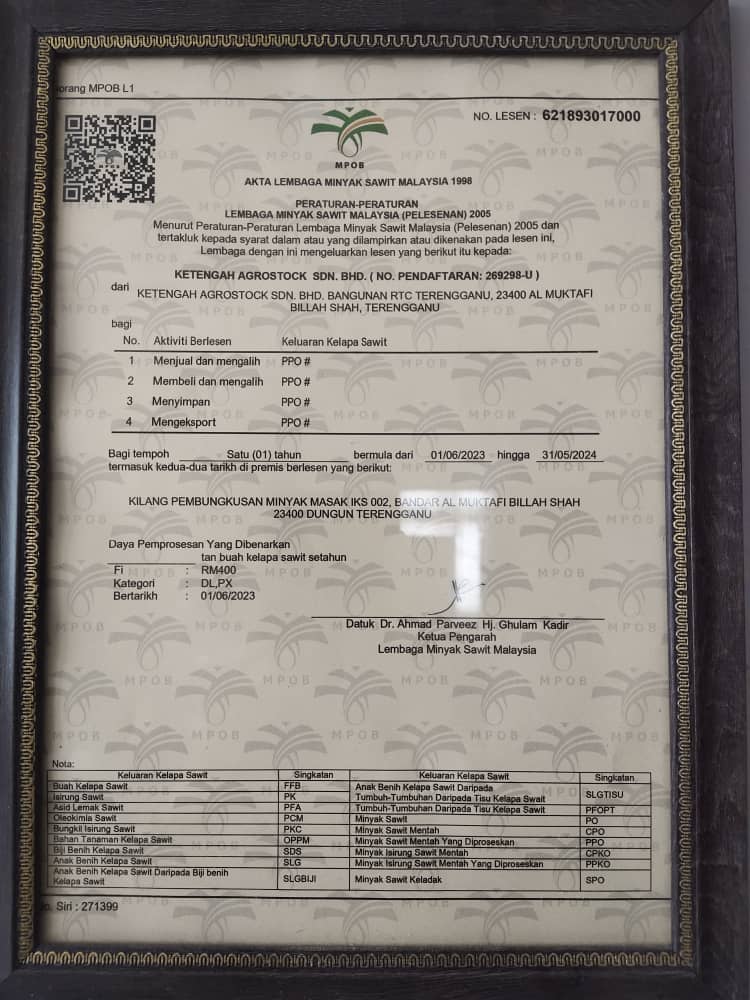 orang MPOB L1
NO. LESEN : 621893017000
MPOB
AKTA LEMBAGA MINYAK SAWIT MALAYSIA 1998
PERATURAN-PERATURAN
LEMBAGA MINYAK SAWIT MALAYSIA (PELESENAN) 2005
Menurut Peraturan-Peraturan Lembaga Minyak Sawit Malaysia (Pelesenan) 2005 dan
tertakluk kepada syarat dalam atau yang dilampirkan atau dikenakan pada lesen ini,
Lembaga dengan ini mengeluarkan lesen yang berikut itu kepada:
KETENGAH AGROSTOCK SDN. BHD. ( NO. PENDAFTARAN: 269298-U )
dari
KETENGAH AGROSTOCK SDN. BHD. BANGUNAN RTC TERENGGANU, 23400 AL MUKTAFI
BILLAH SHAH, TERENGGANU
bagi
No. Aktiviti Berlesen Keluaran Kelapa Sawit
1 Menjual dan mengalih PPO #
2 Membeli dan mengalih PPO #
3 Menyimpan PPO #
4 Mengeksport PPO #
Bagi tempoh Satu (01) tahun bermula dari 01/06/2023 hingga 31/05/2024
termasuk kedua-dua tarikh di premis berlesen yang berikut:
KILANG PEMBUNGKUSAN MINYAK MASAK IKS 002, BANDAR AL MUKTAFI BILLAH SHAH
23400 DUNGUN TERENGGANU
Daya Pemprosesan Yang Dibenarkan
tan buah kelapa sawit setahun
Fi : RM400
Kategori : DL,PX
Bertarikh : 01/06/2023
Datuk Dr. Ahmad Parveez Hj. Ghulam Kadir
Ketua Pengarah
Lembaga Minyak Sawit Malaysia
Nota:
Keluaran Kelapa Sawit Singkatan Keluaran Kelapa Sawit Singkatan
Buah Kelapa Sawit FFB Anak Benih Kelapa Sawit Daripada
Tumbuh-Tumbuhan Daripada Tisu Kelapa Swait SLGTISU
Isirung Sawit PK
Asid Lemak Sawit PFA Tumbuh-Tumbuhan Daripada Tisu Kelapa Sawit PFOPT
Oleokimia Sawit PCM Minyak Sawit PO
Bungkil Isirung Sawit PKC Minyak Sawit Mentah CPO
Bahan Tanaman Kelapa Sawit OPPM Minyak Sawit Mentah Yang Diproseskan PPO
Biji Benih Kelapa Sawit SDS Minyak Isirung Sawit Mentah CPKO
Anak Benih Kelapa Sawit SLG Minyak Isirung Sawit Mentah Yang Diproseskan PPKO
Anak Benih Kelapa Sawit Daripada Biji benih
Kelapa Sawit SLGBIJI Minyak Sawit Keladak SPO
o. Siri : 271399